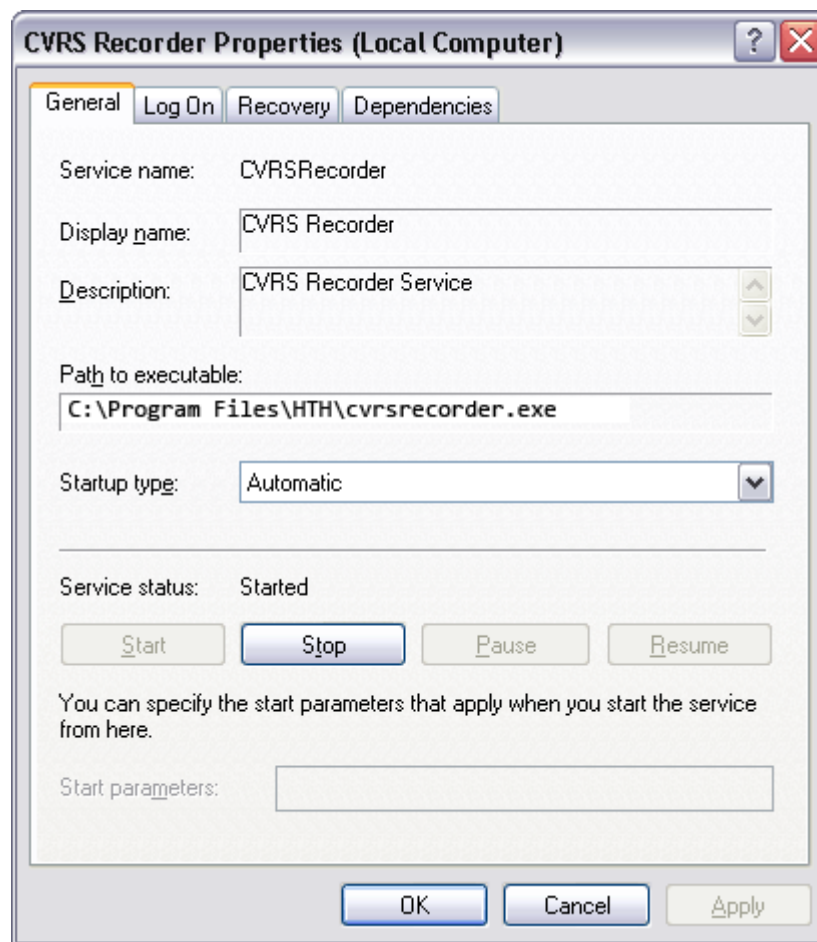 CVRS Recorder Properties (Local Computer)
General Log On Recovery Dependencies
Service name: CVRSRecorder
Display name: CVRS Recorder
Description: CVRS Recorder Service
Path to executable:
C:\Program Files\HTH\cvrsrecorder.exe
Startup type: Automatic
Service status: Started
Start Stop Pause Resume
You can specify the start parameters that apply when you start the service
from here.
Start parameters:
OK Cancel Apply